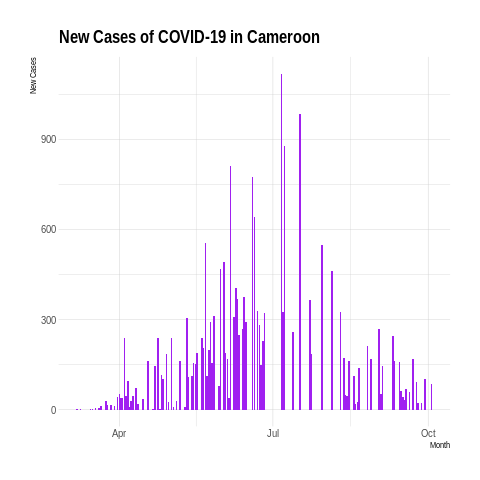 New Cases of COVID-19 in Cameroon
New Cases
900
600
300
0
Apr
Jul
Oct
Month